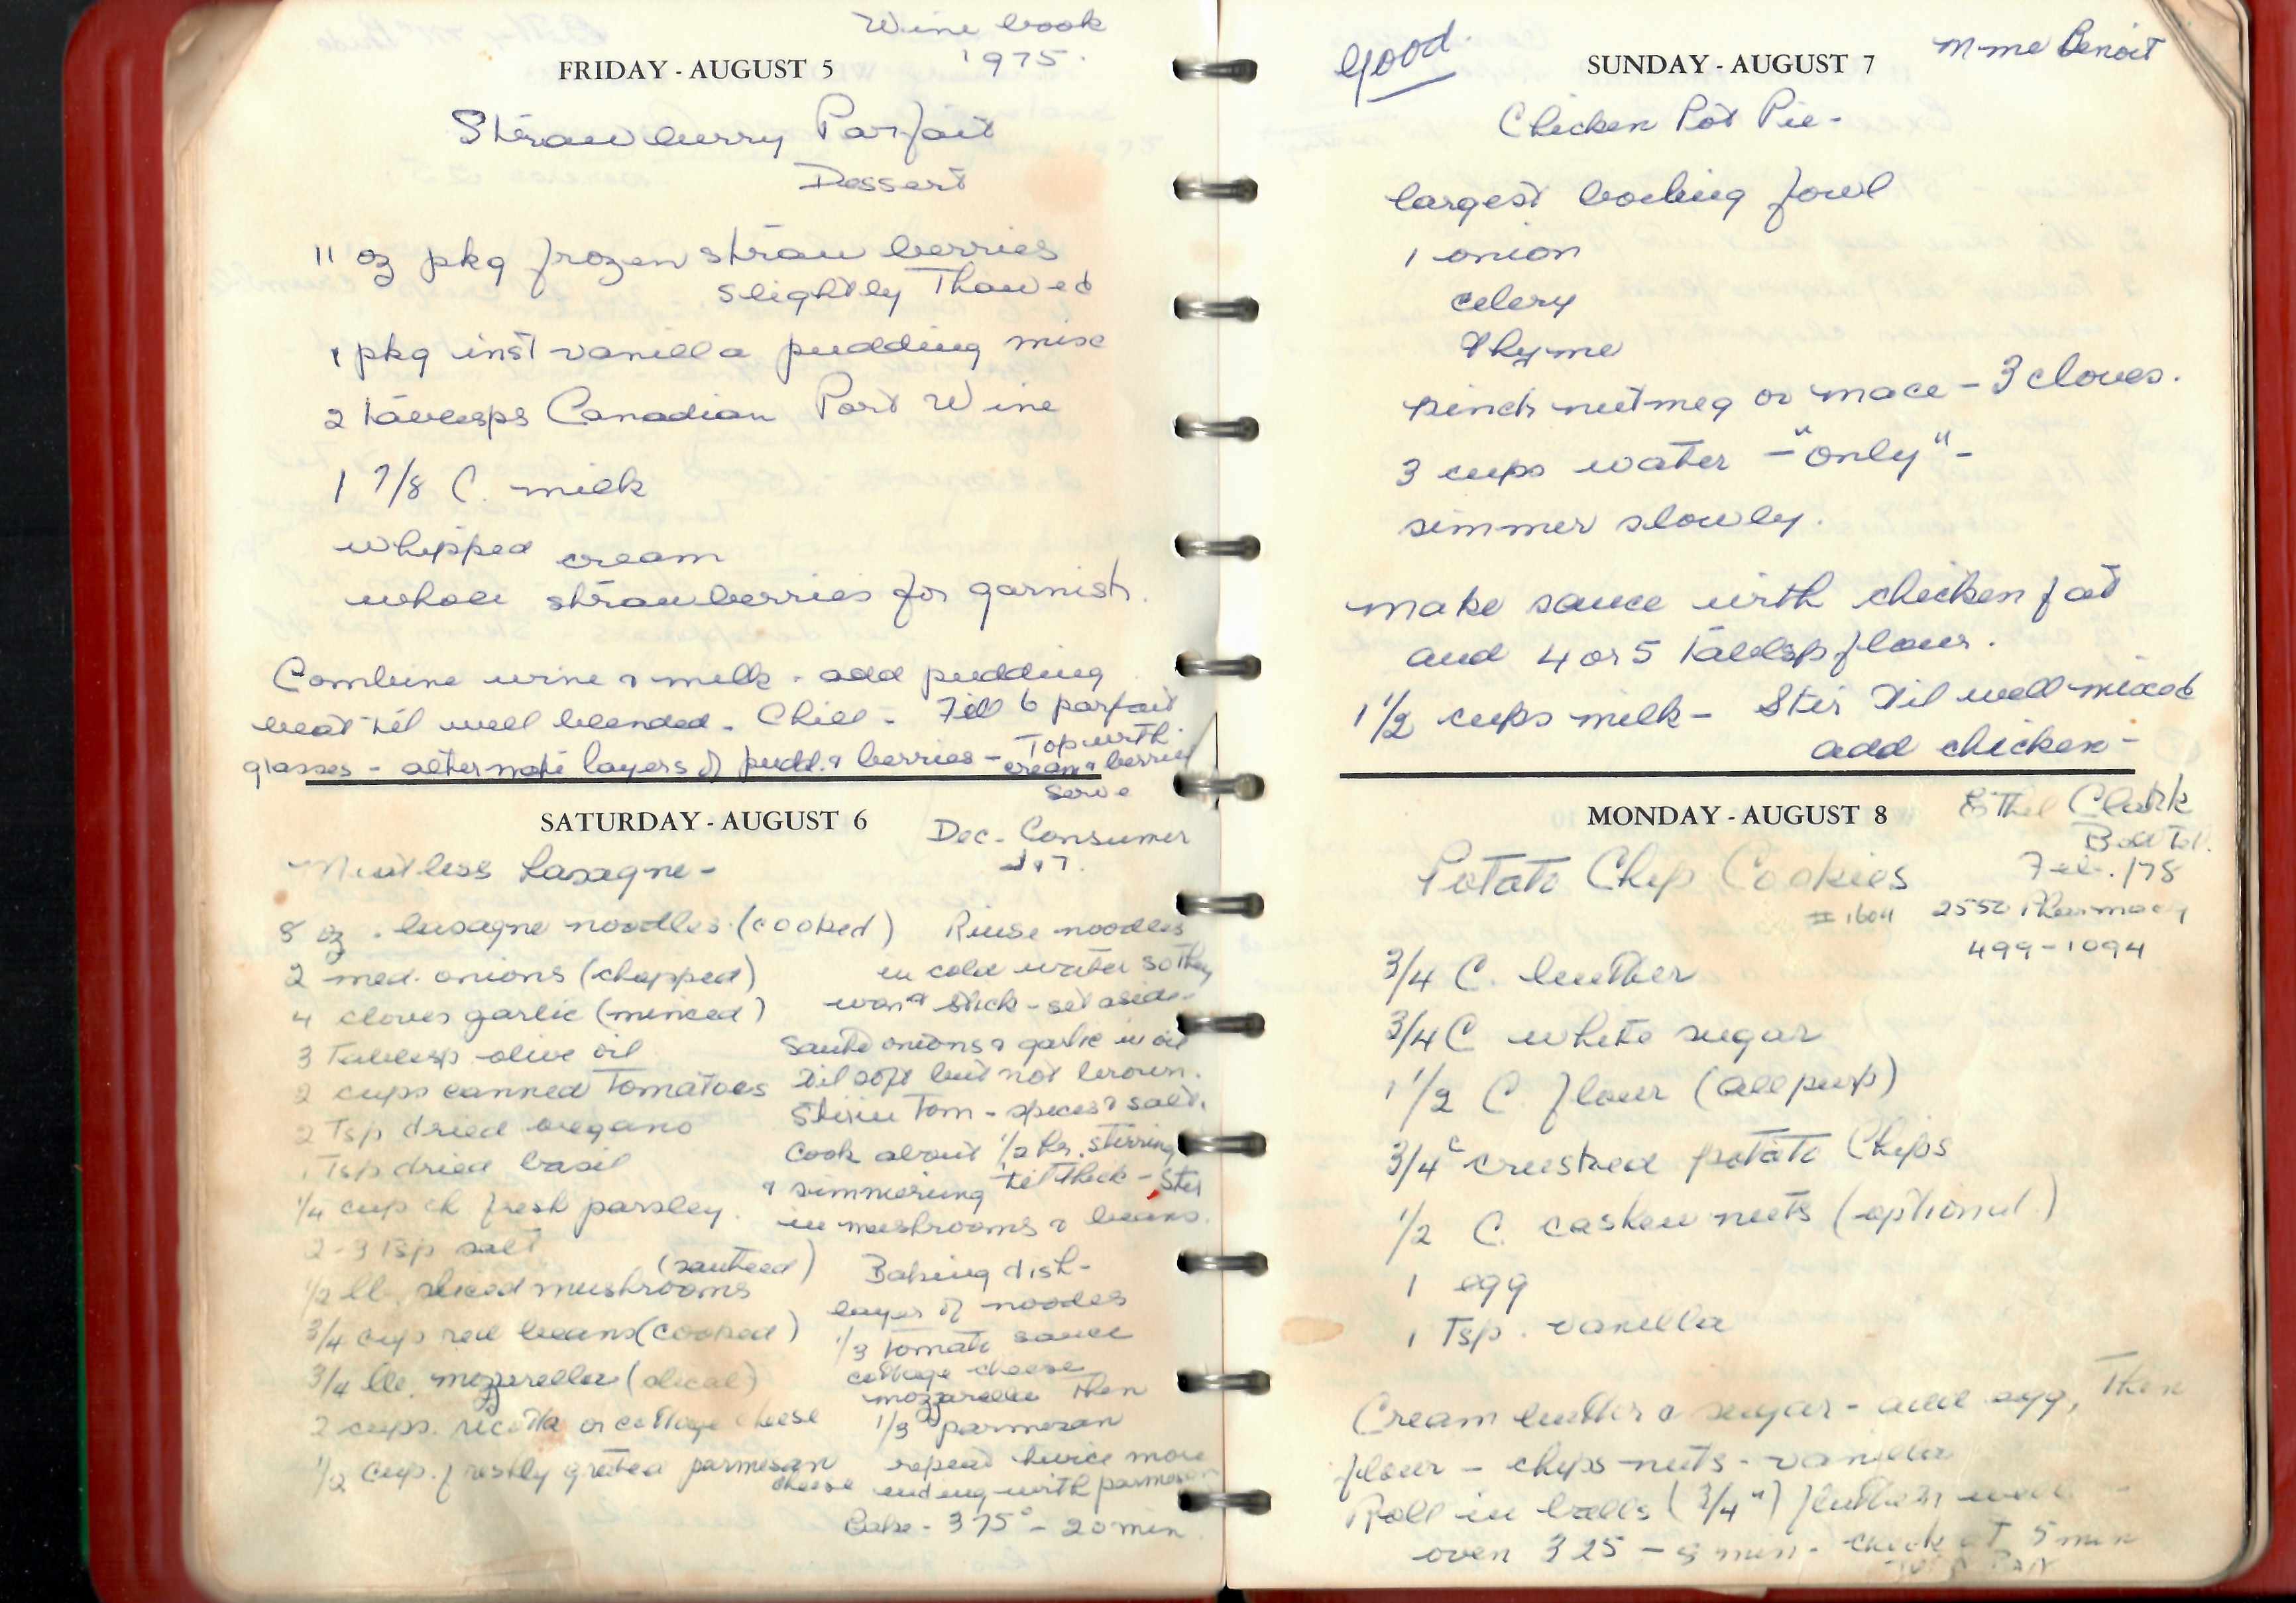 Wine book
1975.
FRIDAY - AUGUST 5
Strawberry Parfait
Dessert
11 oz pkg frozen strawberries
slightly Thawed
1 pkg inst vanilla pudding mix
2 tablesps Canadian Port Wine
1 7/8 C. milk
whipped cream
whole strawberries for garnish.
Combine wine & milk - add pudding
beat til well blended - Chill - Fill 6 parfait
glasses - alternate layers of pudd. & berries - Top with
cream & berries
serve
SATURDAY - AUGUST 6
Dec - Consumer
Meatless Lasagne -
8 oz. lasagne noodles (cooked)
2 med. onions (chopped)
4 cloves garlic (minced)
3 Tablesp olive oil
2 cups canned Tomatoes
2 Tsp dried oregano
1 Tsp dried basil
1/4 cup ch. fresh parsley.
2-3 Tsp salt
1/2 lb. sliced mushrooms (sauteed)
3/4 cup red beans (cooked)
3/4 lb. mozzerella (sliced)
2 cups. ricotta or cottage cheese
1/2 cup. freshly grated parmesan
cheese
Rinse noodles
in cold water so they
won't stick - set aside -
Saute onions & garlic in oil
til soft but not brown.
Stir in Tom - spices & salt.
Cook about 1/2 hr. stirring
& simmering til thick - Stir
in mushrooms & beans.
Baking dish -
layer of noodes
1/3 tomato sauce
cottage cheese
mozzarella then
1/3 parmesan
repeat twice more
ending with parmesan
Bake - 375° - 20 min.
good.
SUNDAY - AUGUST 7
Mme Benoit
Chicken Pot Pie -
largest boiling fowl
1 onion
celery
Thyme
pinch nutmeg or mace - 3 cloves.
3 cups water - "only" -
simmer slowly.
make sauce with chicken fat
and 4 or 5 tablsp flour.
1 1/2 cups milk - Stir Til well mixed
add chicken -
MONDAY - AUGUST 8
Ethel Clark
Bell Tel.
Feb. /78
Potato Chip Cookies
#1604 2550 Pharmacy
499-1094
3/4 C. butter
3/4 C white sugar
1 1/2 C. flour (all purp)
3/4 c crushed potato Chips
1/2 C. cashew nuts (optional)
1 egg
1 Tsp. vanilla
Cream butter & sugar - add egg, Then
flour - chips - nuts - vanilla
Roll in balls (3/4") flatten well -
oven 325 - 8 min - check at 5 min